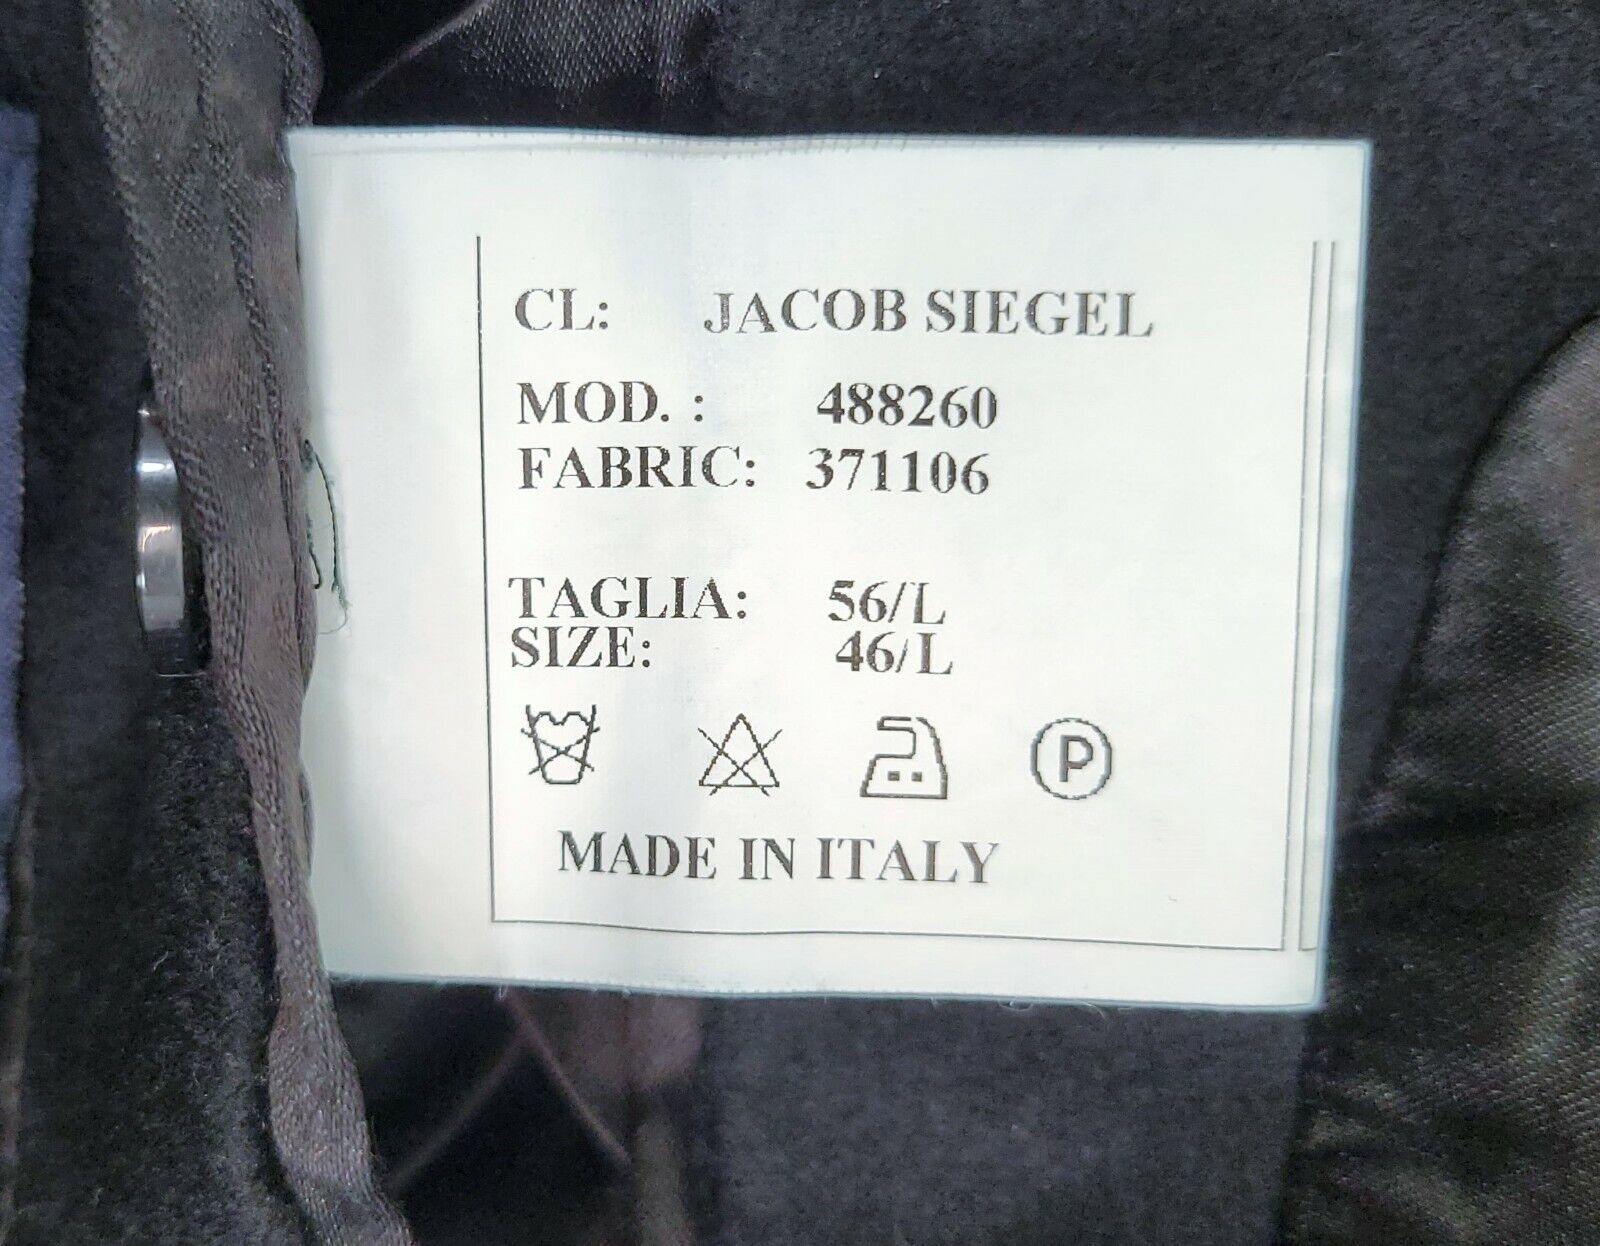 CL: JACOB SIEGEL
MOD. : 488260
FABRIC: 371106
TAGLIA: 56/L
SIZE: 46/L
P
MADE IN ITALY